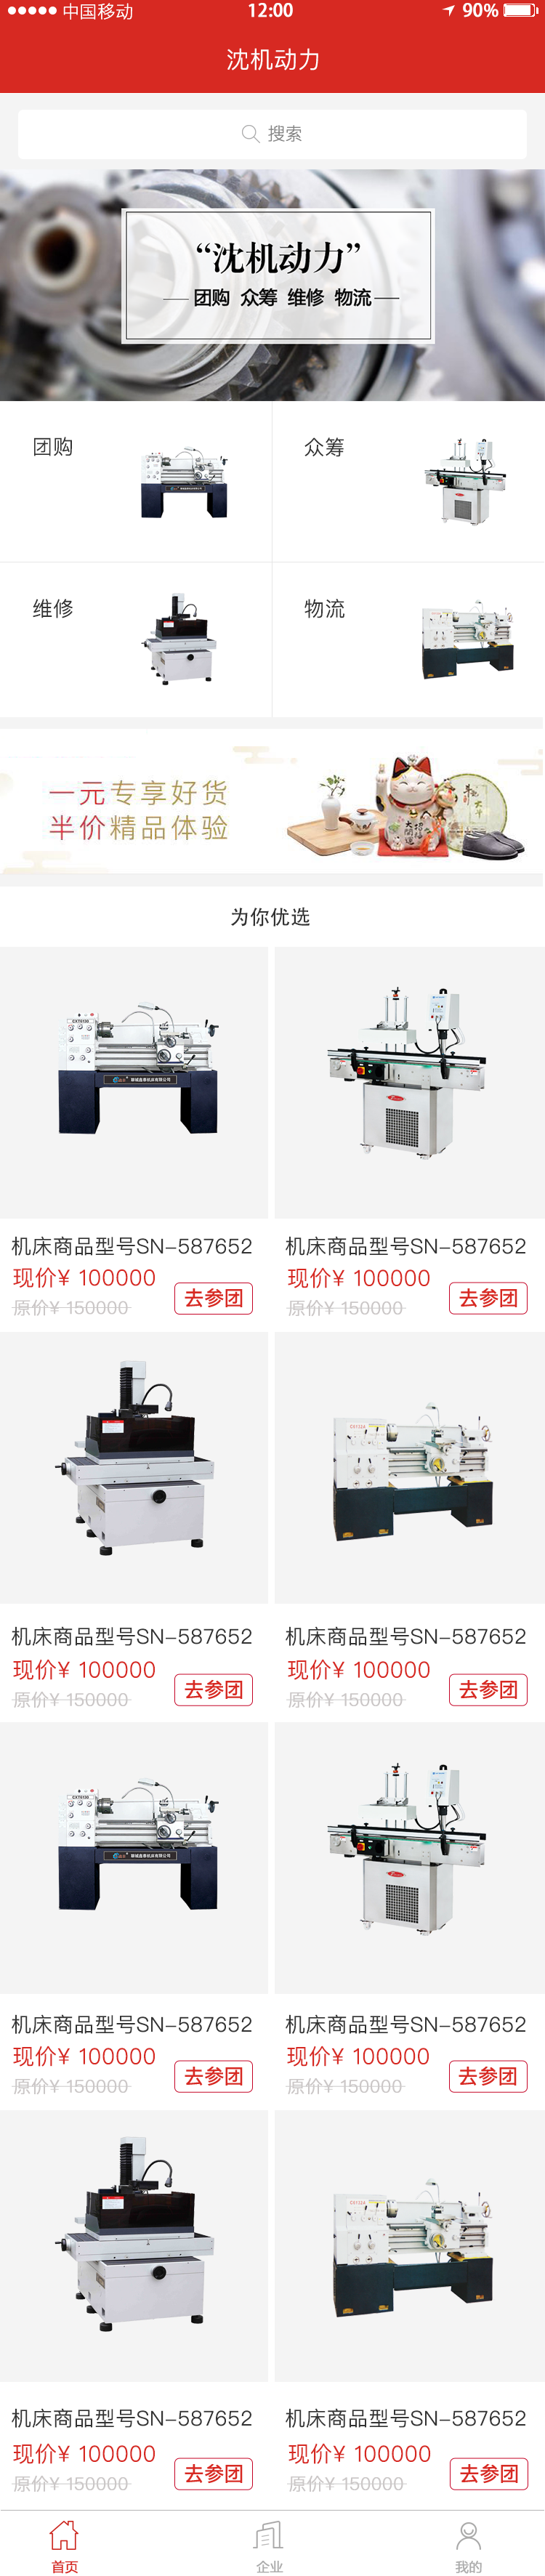 中国移动 12:00 90%
沈机动力
搜索
“沈机动力”
团购 众筹 维修 物流
团购
众筹
维修
物流
一元专享好货
半价精品体验
为你优选
机床商品型号SN-587652
现价¥ 100000
原价¥ 150000
去参团
机床商品型号SN-587652
现价¥ 100000
原价¥ 150000
去参团
机床商品型号SN-587652
现价¥ 100000
原价¥ 150000
去参团
机床商品型号SN-587652
现价¥ 100000
原价¥ 150000
去参团
机床商品型号SN-587652
现价¥ 100000
原价¥ 150000
去参团
机床商品型号SN-587652
现价¥ 100000
原价¥ 150000
去参团
机床商品型号SN-587652
现价¥ 100000
原价¥ 150000
去参团
机床商品型号SN-587652
现价¥ 100000
原价¥ 150000
去参团
首页
企业
我的